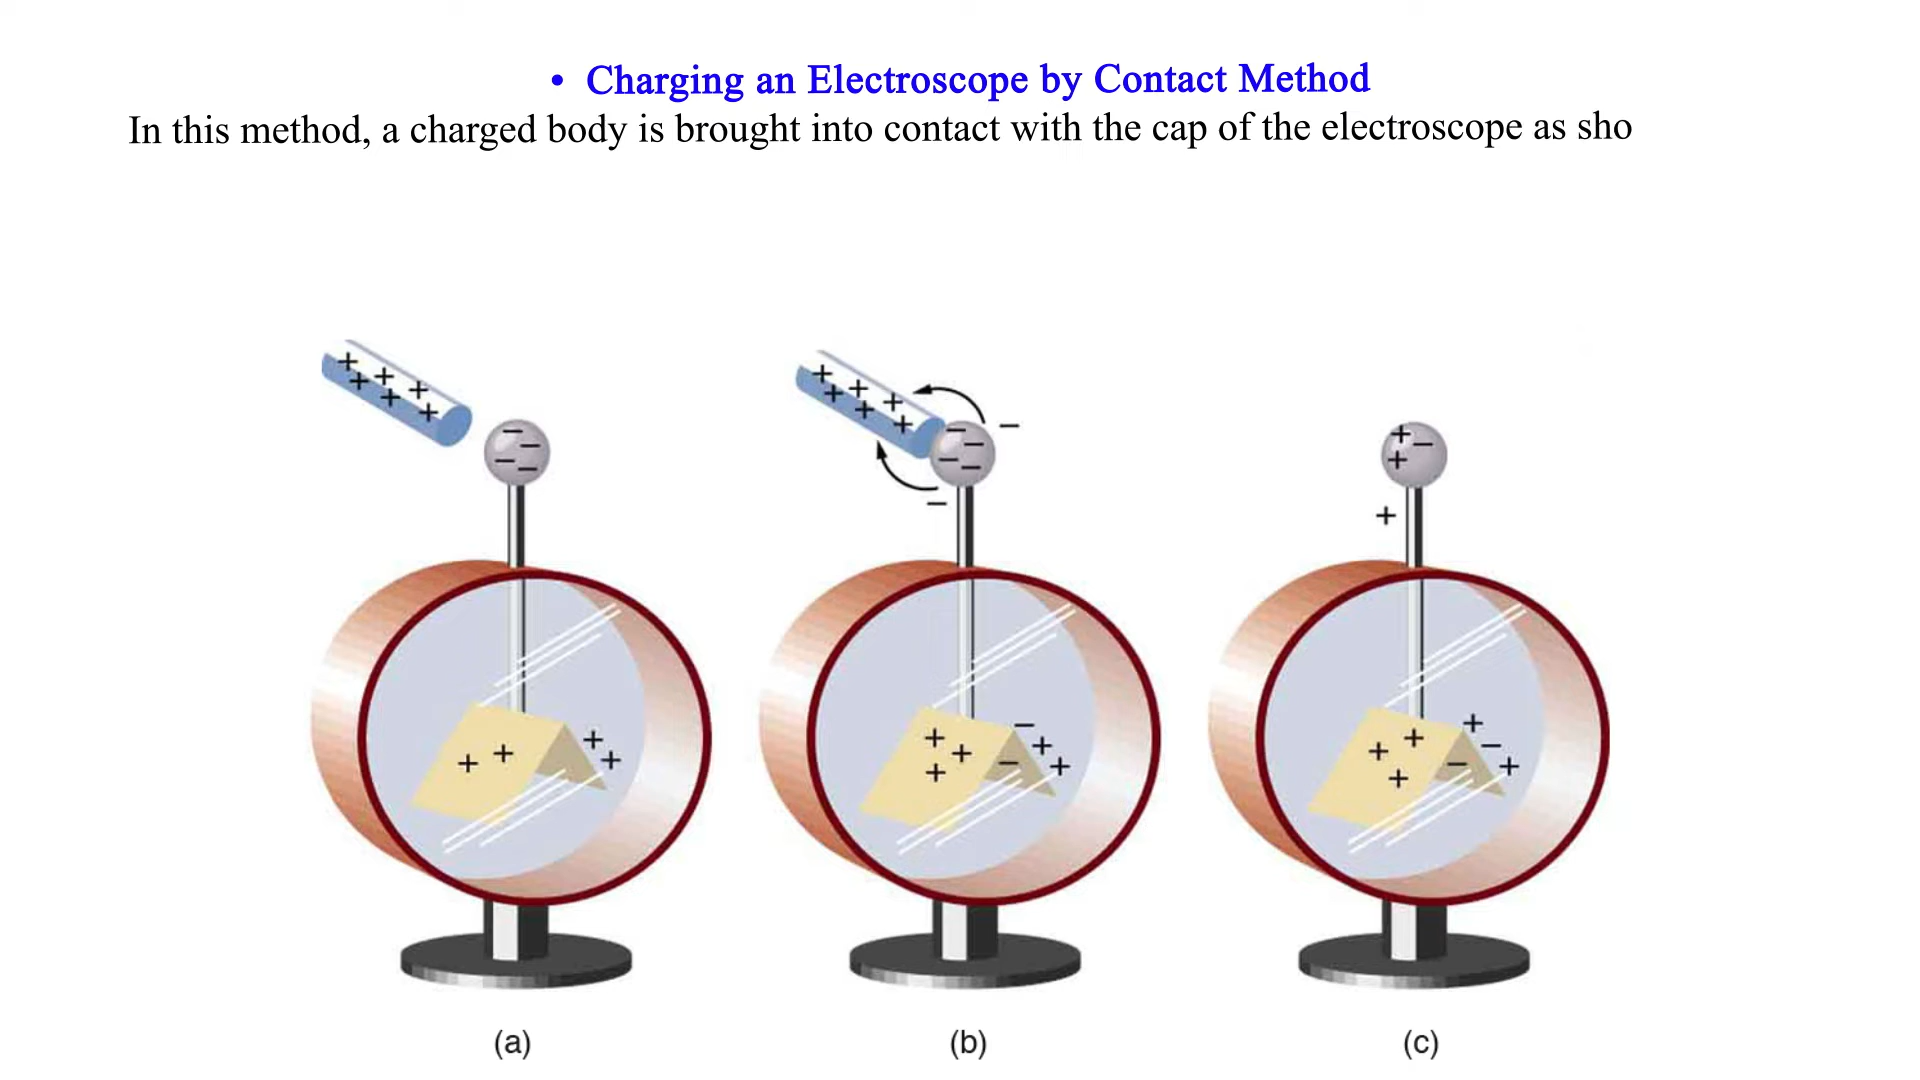 • Charging an Electroscope by Contact Method
In this method, a charged body is brought into contact with the cap of the electroscope as sho
(a) (b) (c)